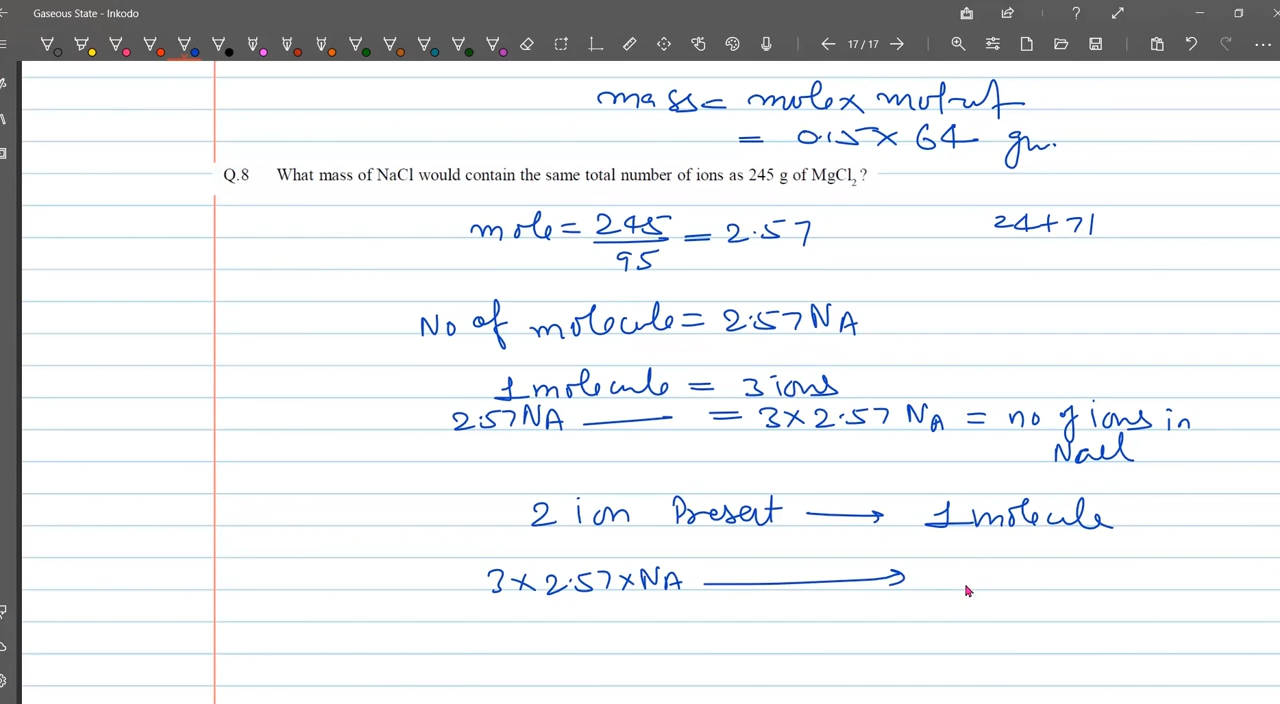 Gaseous State - Inkodo
17 / 17
mass = mole x mol.wt
= 0.15 x 64 gm.
Q.8 What mass of NaCl would contain the same total number of ions as 245 g of MgCl₂ ?
mole = 245/95 = 2.57 24+71
No of molecule = 2.57 NA
1 molecule = 3 ions
2.57 NA —— = 3 x 2.57 NA = no of ions in
NaCl
2 ion Present → 1 molecule
3 x 2.57 x NA →